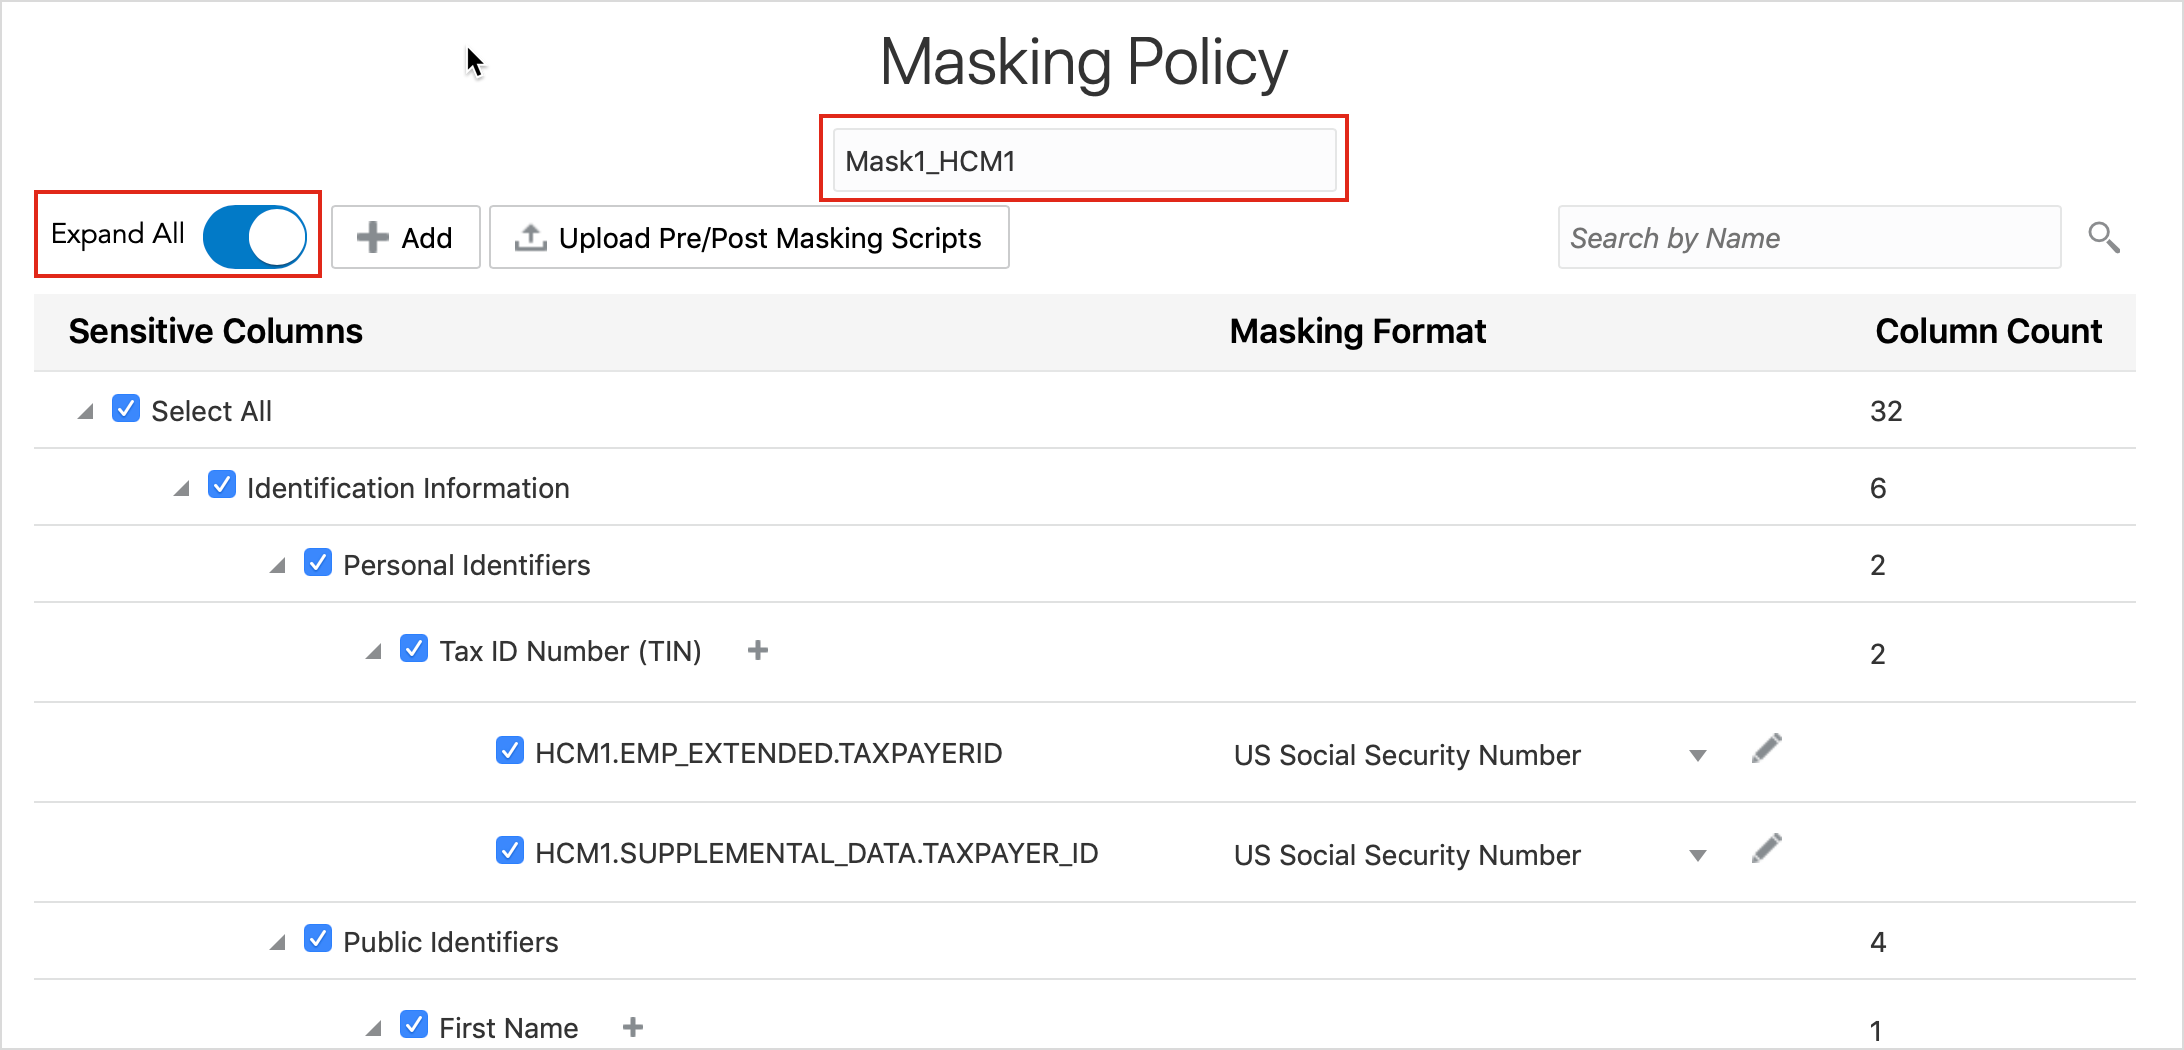 Masking Policy
Mask1_HCM1
Expand All Add Upload Pre/Post Masking Scripts Search by Name
Sensitive Columns Masking Format Column Count
Select All 32
Identification Information 6
Personal Identifiers 2
Tax ID Number (TIN) 2
HCM1.EMP_EXTENDED.TAXPAYERID US Social Security Number
HCM1.SUPPLEMENTAL_DATA.TAXPAYER_ID US Social Security Number
Public Identifiers 4
First Name 1